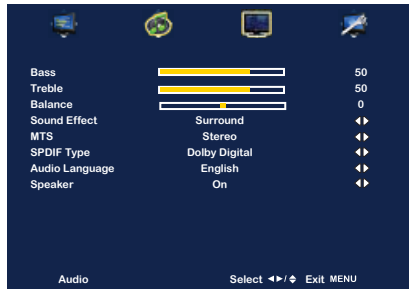 Bass 50
Treble 50
Balance 0
Sound Effect Surround
MTS Stereo
SPDIF Type Dolby Digital
Audio Language English
Speaker On
Audio Select ◄►/◆ Exit MENU